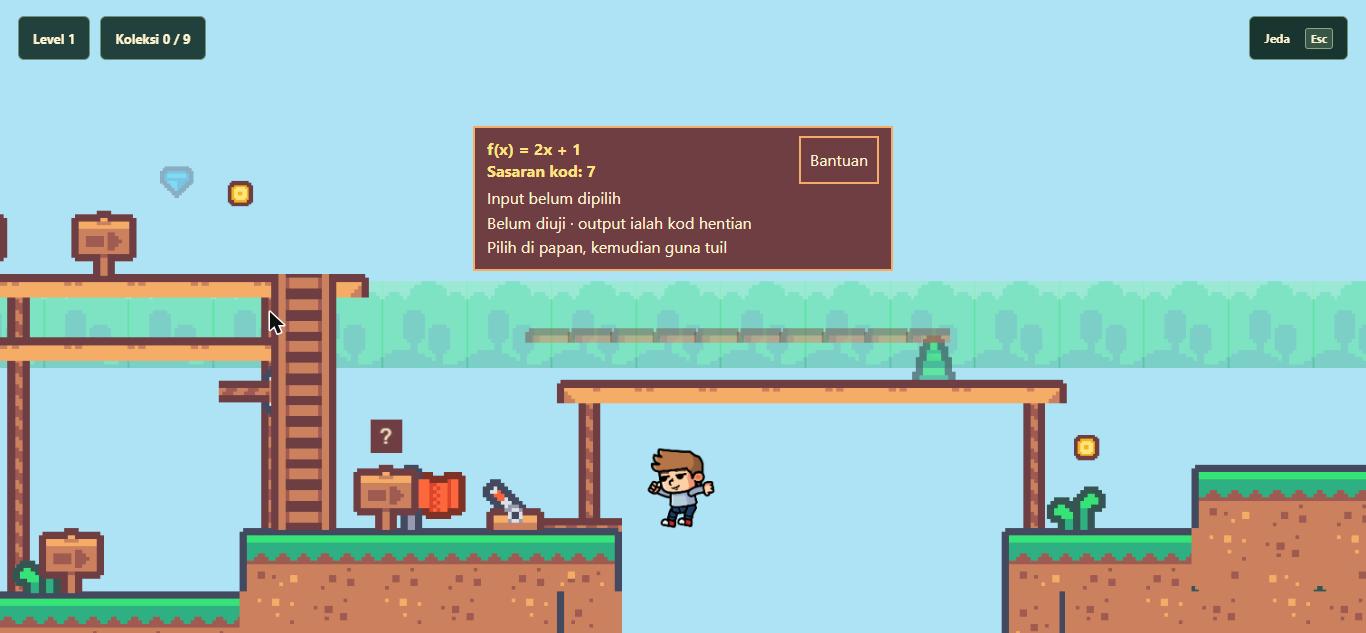 Level 1
Koleksi 0 / 9
Jeda Esc
f(x) = 2x + 1
Sasaran kod: 7
Bantuan
Input belum dipilih
Belum diuji · output ialah kod hentian
Pilih di papan, kemudian guna tuil
?